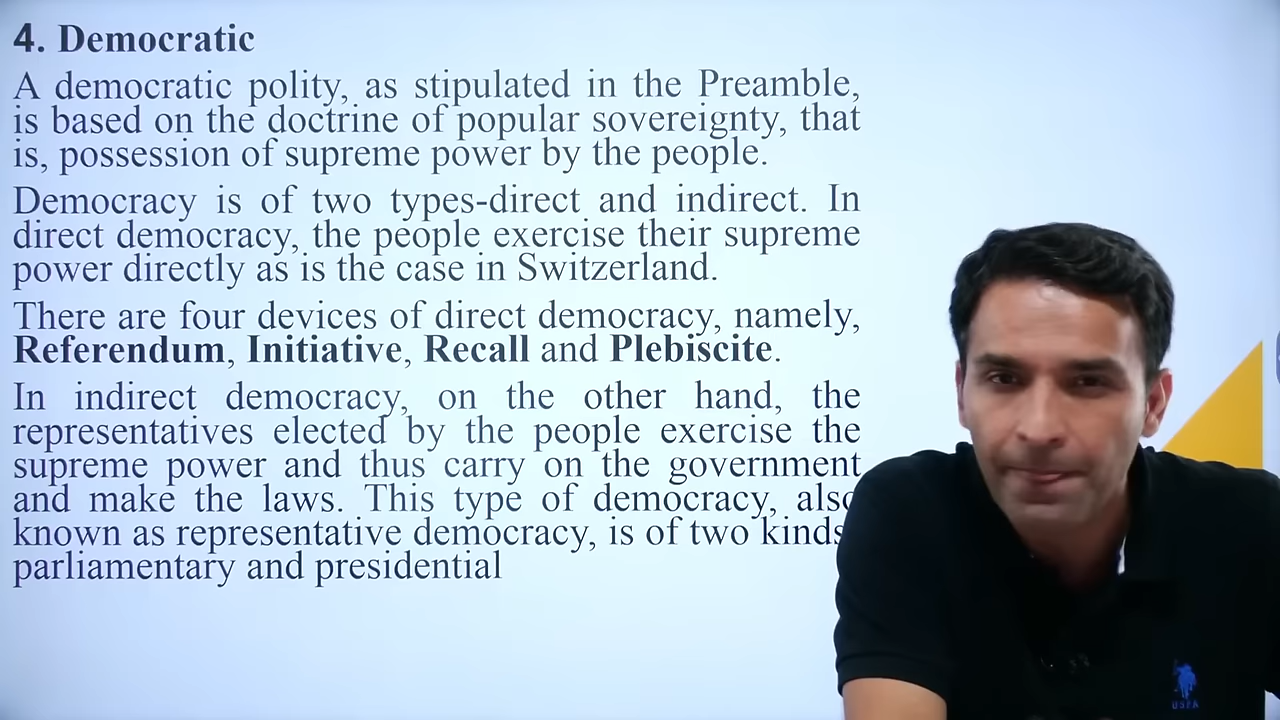 4. Democratic
A democratic polity, as stipulated in the Preamble,
is based on the doctrine of popular sovereignty, that
is, possession of supreme power by the people.
Democracy is of two types-direct and indirect. In
direct democracy, the people exercise their supreme
power directly as is the case in Switzerland.
There are four devices of direct democracy, namely,
Referendum, Initiative, Recall and Plebiscite.
In indirect democracy, on the other hand, the
representatives elected by the people exercise the
supreme power and thus carry on the government
and make the laws. This type of democracy, also
known as representative democracy, is of two kinds
parliamentary and presidential